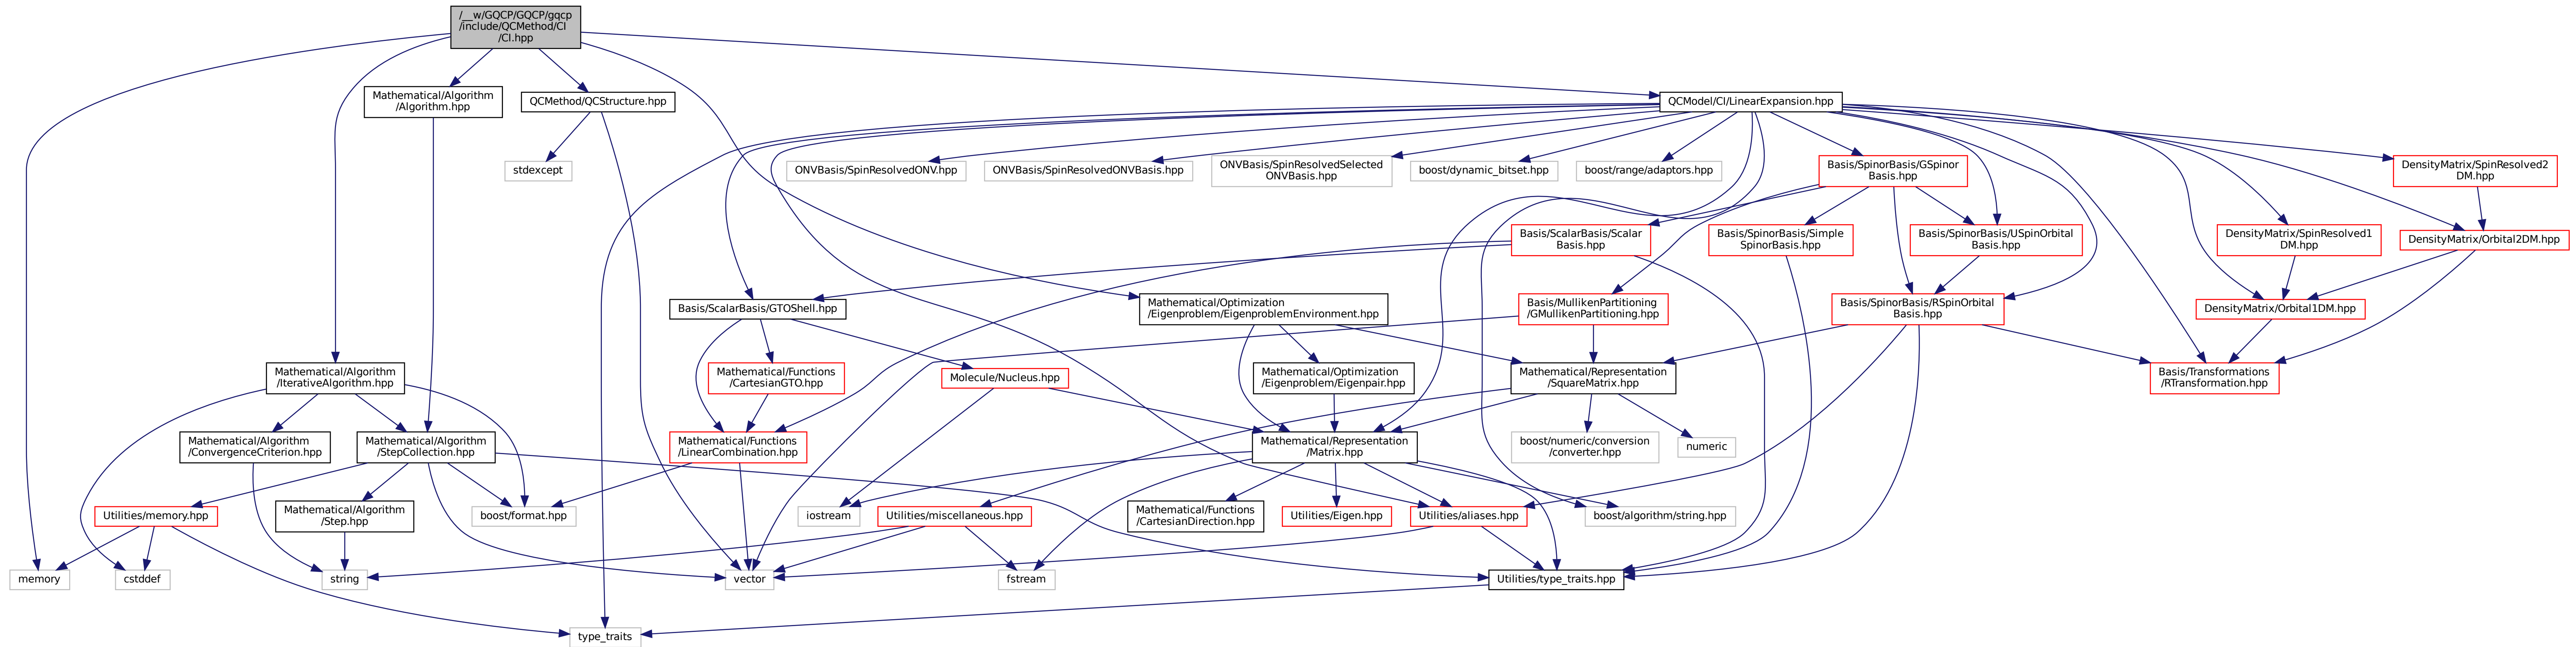 /__w/GQCP/GQCP/gqcp
/include/QCMethod/CI
/CI.hpp
Mathematical/Algorithm
/Algorithm.hpp
QCMethod/QCStructure.hpp
QCModel/CI/LinearExpansion.hpp
stdexcept
ONVBasis/SpinResolvedONV.hpp
ONVBasis/SpinResolvedONVBasis.hpp
ONVBasis/SpinResolvedSelected
ONVBasis.hpp
boost/dynamic_bitset.hpp
boost/range/adaptors.hpp
Basis/SpinorBasis/GSpinor
Basis.hpp
DensityMatrix/SpinResolved2
DM.hpp
Basis/ScalarBasis/Scalar
Basis.hpp
Basis/SpinorBasis/Simple
SpinorBasis.hpp
Basis/SpinorBasis/USpinOrbital
Basis.hpp
DensityMatrix/SpinResolved1
DM.hpp
DensityMatrix/Orbital2DM.hpp
Basis/ScalarBasis/GTOShell.hpp
Mathematical/Optimization
/Eigenproblem/EigenproblemEnvironment.hpp
Basis/MullikenPartitioning
/GMullikenPartitioning.hpp
Basis/SpinorBasis/RSpinOrbital
Basis.hpp
DensityMatrix/Orbital1DM.hpp
Mathematical/Algorithm
/IterativeAlgorithm.hpp
Mathematical/Functions
/CartesianGTO.hpp
Molecule/Nucleus.hpp
Mathematical/Optimization
/Eigenproblem/Eigenpair.hpp
Mathematical/Representation
/SquareMatrix.hpp
Basis/Transformations
/RTransformation.hpp
Mathematical/Algorithm
/ConvergenceCriterion.hpp
Mathematical/Algorithm
/StepCollection.hpp
Mathematical/Functions
/LinearCombination.hpp
Mathematical/Representation
/Matrix.hpp
boost/numeric/conversion
/converter.hpp
numeric
Utilities/memory.hpp
Mathematical/Algorithm
/Step.hpp
boost/format.hpp
iostream
Utilities/miscellaneous.hpp
Mathematical/Functions
/CartesianDirection.hpp
Utilities/Eigen.hpp
Utilities/aliases.hpp
boost/algorithm/string.hpp
memory
cstddef
string
vector
fstream
Utilities/type_traits.hpp
type_traits